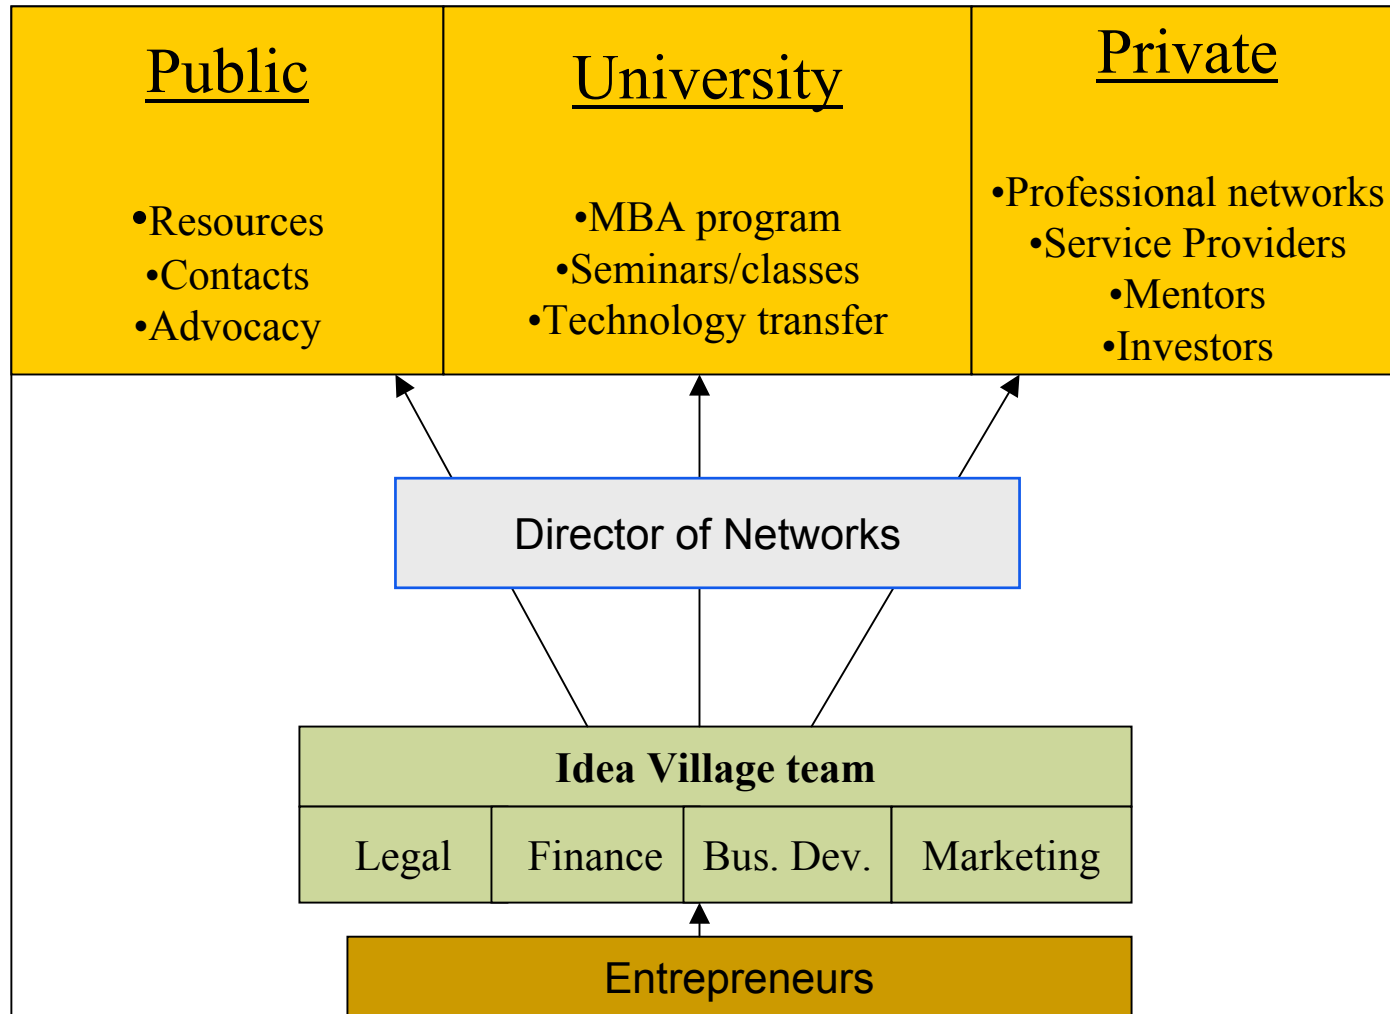 Public
•Resources
•Contacts
•Advocacy
University
•MBA program
•Seminars/classes
•Technology transfer
Private
•Professional networks
•Service Providers
•Mentors
•Investors
Director of Networks
Idea Village team
Legal
Finance
Bus. Dev.
Marketing
Entrepreneurs